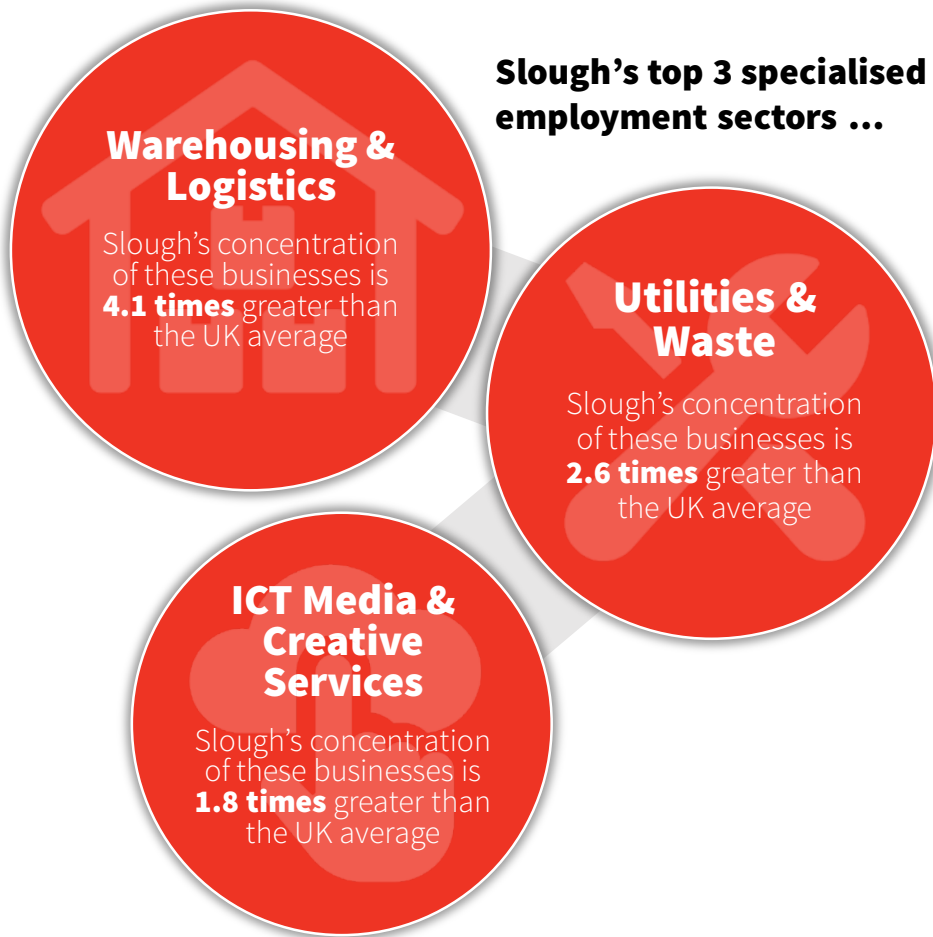 Slough’s top 3 specialised
employment sectors ...
Warehousing &
Logistics
Slough’s concentration
of these businesses is
4.1 times greater than
the UK average
Utilities &
Waste
Slough’s concentration
of these businesses is
2.6 times greater than
the UK average
ICT Media &
Creative
Services
Slough’s concentration
of these businesses is
1.8 times greater than
the UK average